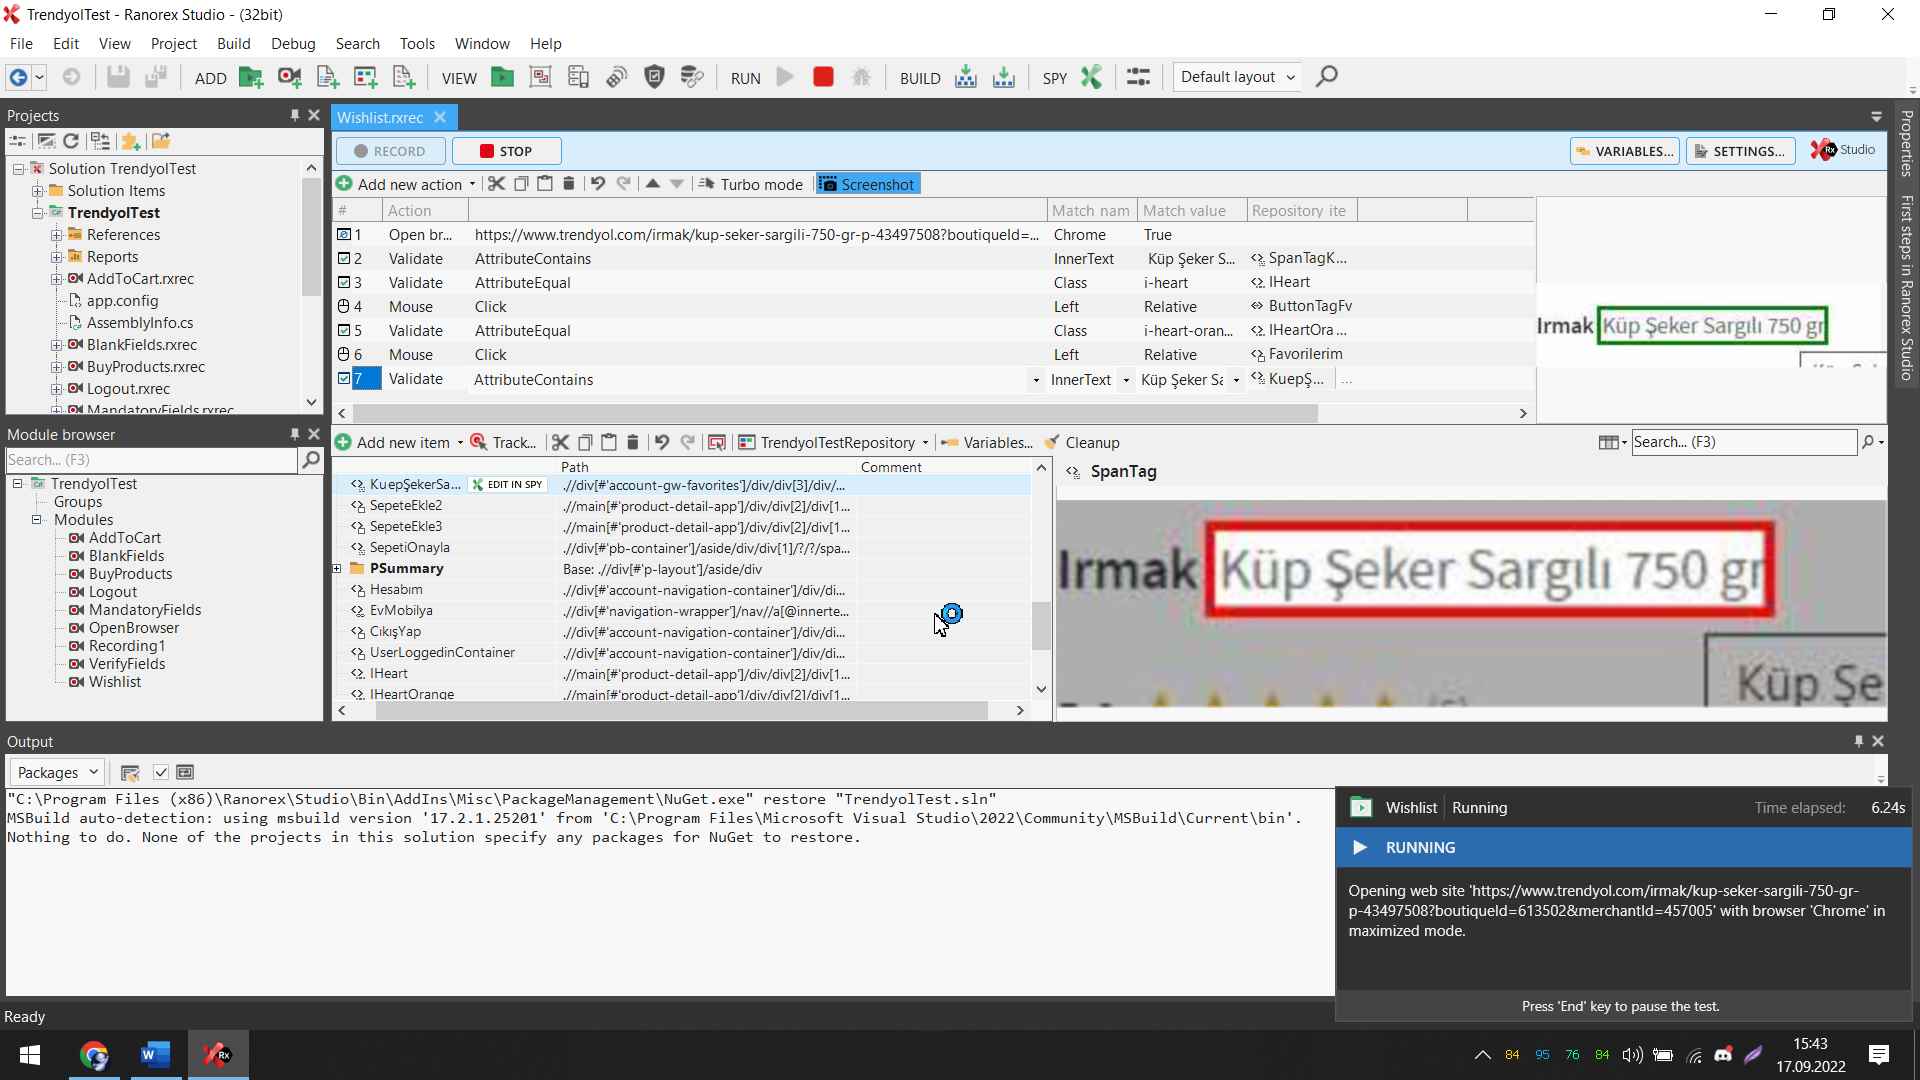 TrendyolTest - Ranorex Studio - (32bit)
File Edit View Project Build Debug Search Tools Window Help
ADD VIEW RUN BUILD SPY Default layout
Projects
Solution TrendyolTest
Solution Items
TrendyolTest
References
Reports
AddToCart.rxrec
app.config
AssemblyInfo.cs
BlankFields.rxrec
BuyProducts.rxrec
Logout.rxrec
MandatoryFields.rxrec
Module browser
Search... (F3)
TrendyolTest
Groups
Modules
AddToCart
BlankFields
BuyProducts
Logout
MandatoryFields
OpenBrowser
Recording1
VerifyFields
Wishlist
Wishlist.rxrec
RECORD STOP VARIABLES... SETTINGS... Rx Studio
Add new action Turbo mode Screenshot
# Action Match nam Match value Repository ite
1 Open br... https://www.trendyol.com/irmak/kup-seker-sargili-750-gr-p-43497508?boutiqueId=... Chrome True
2 Validate AttributeContains InnerText Küp Şeker S... SpanTagK...
3 Validate AttributeEqual Class i-heart IHeart
4 Mouse Click Left Relative ButtonTagFv
5 Validate AttributeEqual Class i-heart-oran... IHeartOra...
6 Mouse Click Left Relative Favorilerim
7 Validate AttributeContains InnerText Küp Şeker Sa KuepŞ... ...
Irmak Küp Şeker Sargılı 750 gr
Properties
First steps in Ranorex Studio
Add new item Track... TrendyolTestRepository Variables... Cleanup Search... (F3)
Path Comment
KuepŞekerSa... EDIT IN SPY .//div[#'account-gw-favorites']/div/div[3]/div/...
SepeteEkle2 .//main[#'product-detail-app']/div/div[2]/div[1...
SepeteEkle3 .//main[#'product-detail-app']/div/div[2]/div[1...
SepetiOnayla .//div[#'pb-container']/aside/div/div[1]/?/?/spa...
PSummary Base: .//div[#'p-layout']/aside/div
Hesabım .//div[#'account-navigation-container']/div/di...
EvMobilya .//div[#'navigation-wrapper']/nav//a[@innerte...
CıkışYap .//div[#'account-navigation-container']/div/di...
UserLoggedinContainer .//div[#'account-navigation-container']/div/di...
IHeart .//main[#'product-detail-app']/div/div[2]/div[1...
IHeartOrange .//main[#'product-detail-app']/div/div[2]/div[1...
SpanTag
Irmak Küp Şeker Sargılı 750 gr
Küp Şe
Output
Packages
"C:\Program Files (x86)\Ranorex\Studio\Bin\AddIns\Misc\PackageManagement\NuGet.exe" restore "TrendyolTest.sln"
MSBuild auto-detection: using msbuild version '17.2.1.25201' from 'C:\Program Files\Microsoft Visual Studio\2022\Community\MSBuild\Current\bin'.
Nothing to do. None of the projects in this solution specify any packages for NuGet to restore.
Wishlist Running Time elapsed: 6.24s
RUNNING
Opening web site 'https://www.trendyol.com/irmak/kup-seker-sargili-750-gr-
p-43497508?boutiqueId=613502&merchantId=457005' with browser 'Chrome' in
maximized mode.
Press 'End' key to pause the test.
Ready
84 95 76 84
15:43
17.09.2022